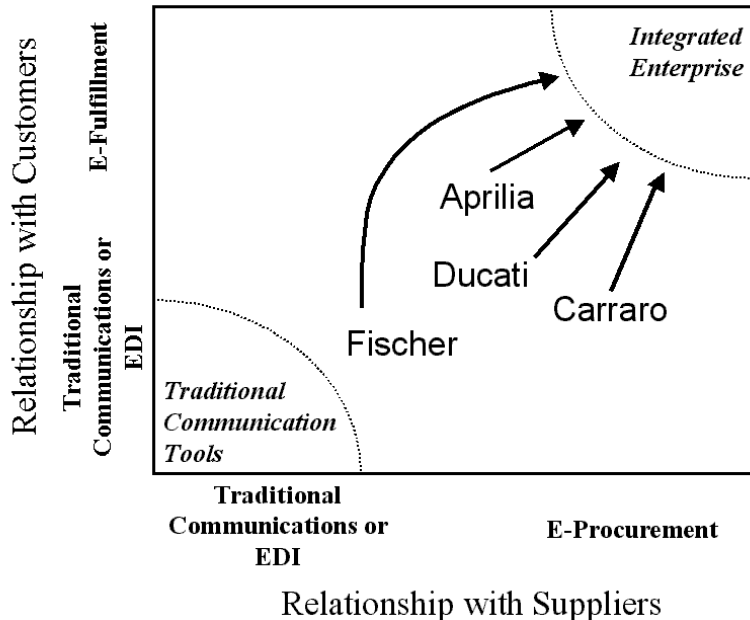 Relationship with Customers
E-Fulfillment
Traditional
Communications or
EDI
Integrated
Enterprise
Aprilia
Ducati
Carraro
Fischer
Traditional
Communication
Tools
Traditional
Communications or
EDI
E-Procurement
Relationship with Suppliers